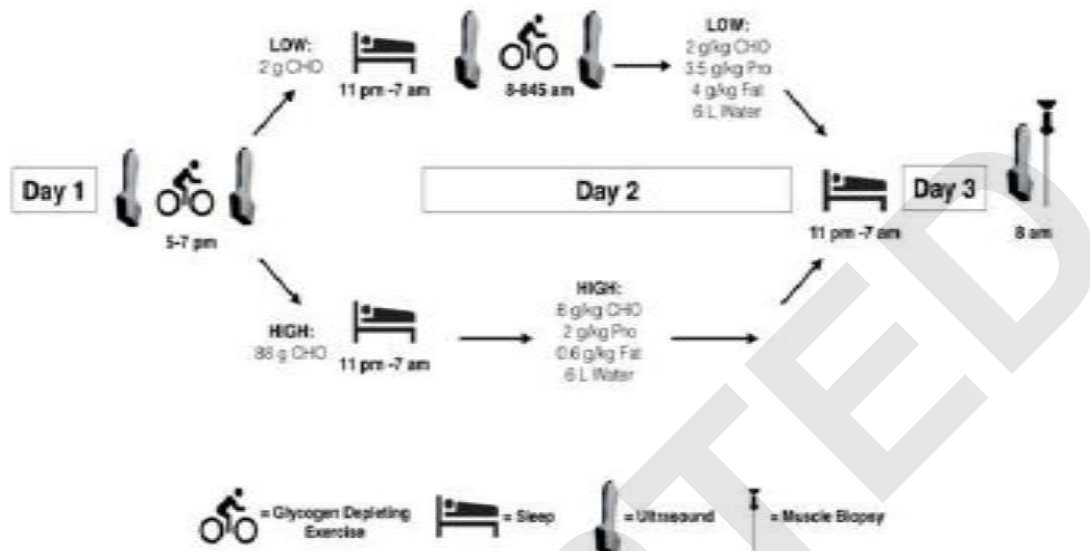 LOW:
2 g CHO
11 pm -7 am
8-845 am
LOW:
2 g/kg CHO
3.5 g/kg Pro
4 g/kg Fat
6 L Water
Day 1
5-7 pm
Day 2
11 pm -7 am
Day 3
8 am
HIGH:
88 g CHO
11 pm -7 am
HIGH:
8 g/kg CHO
2 g/kg Pro
0.6 g/kg Fat
6 L Water
= Glycogen Depleting
Exercise
= Sleep
= Ultrasound
= Muscle Biopsy
TED